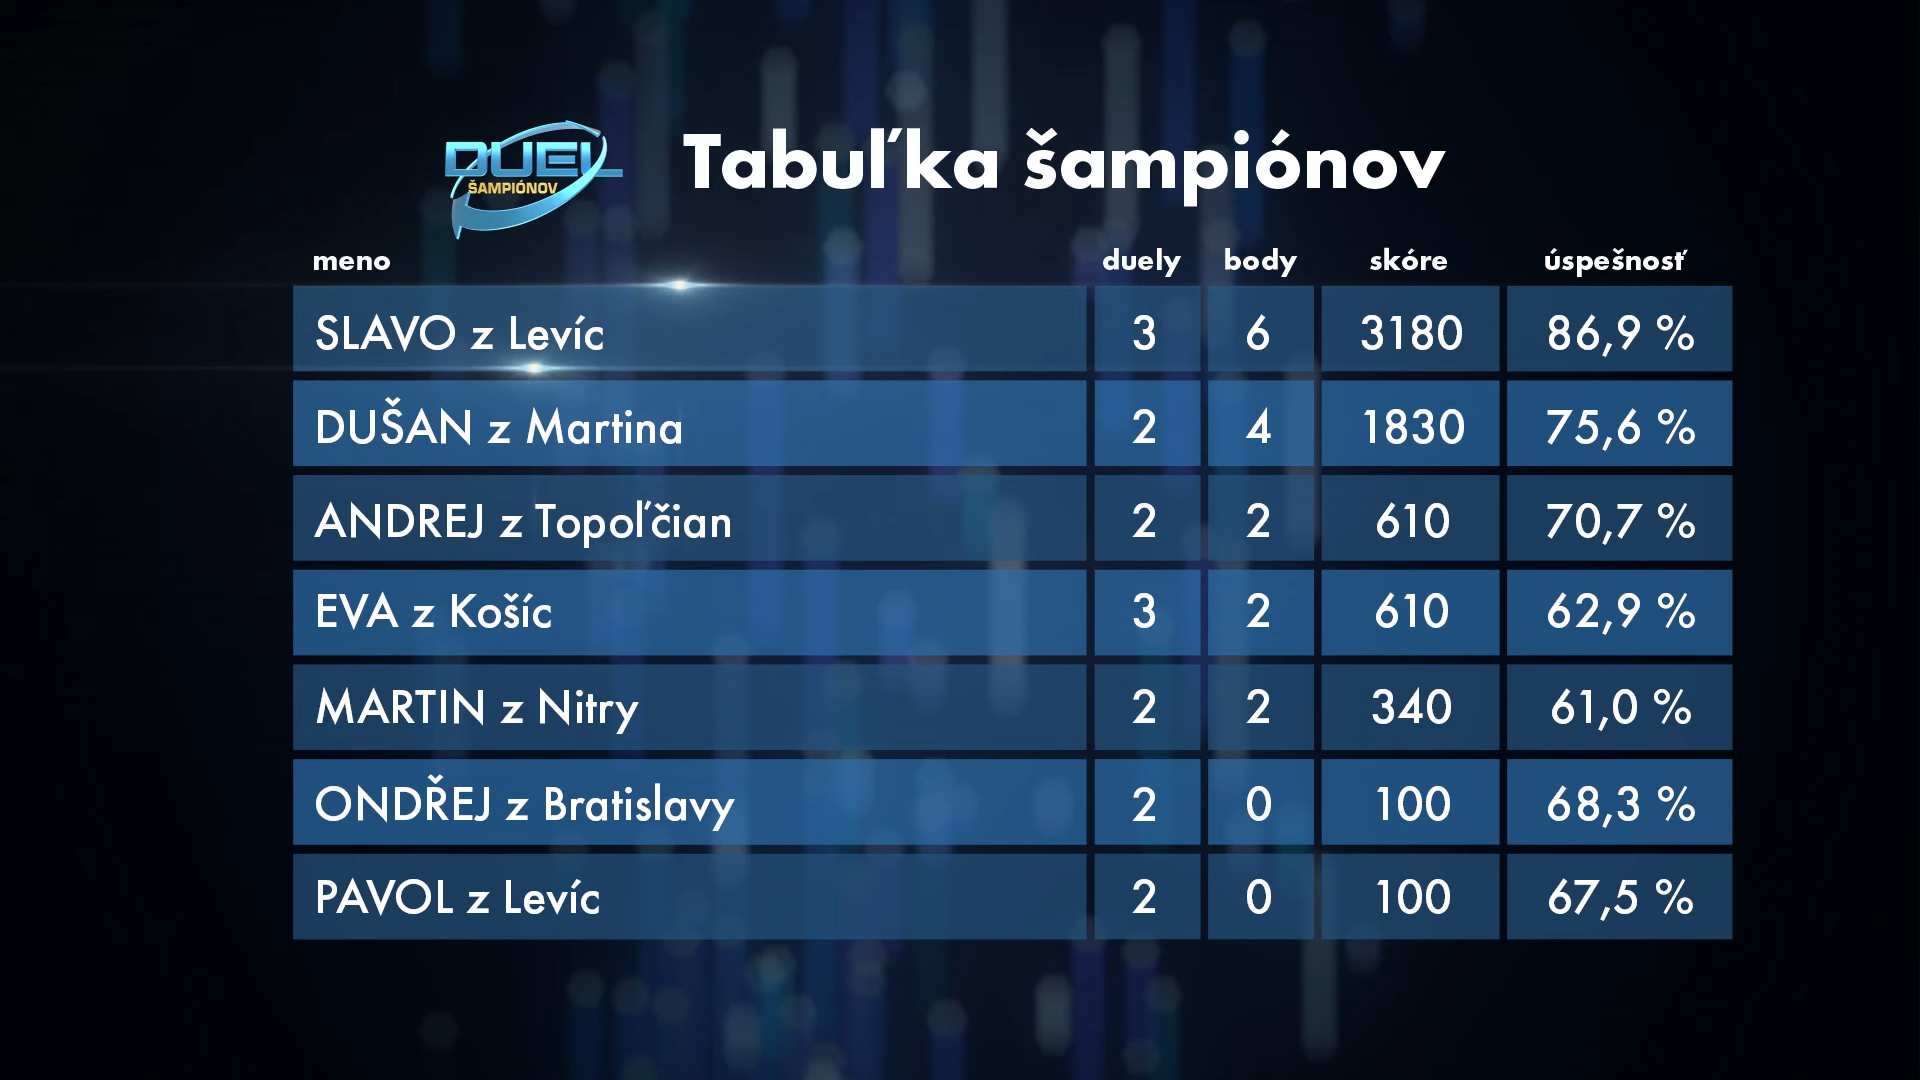 DUEL
ŠAMPIÓNOV
Tabuľka šampiónov
meno duely body skóre úspešnosť
SLAVO z Levíc 3 6 3180 86,9 %
DUŠAN z Martina 2 4 1830 75,6 %
ANDREJ z Topoľčian 2 2 610 70,7 %
EVA z Košíc 3 2 610 62,9 %
MARTIN z Nitry 2 2 340 61,0 %
ONDŘEJ z Bratislavy 2 0 100 68,3 %
PAVOL z Levíc 2 0 100 67,5 %